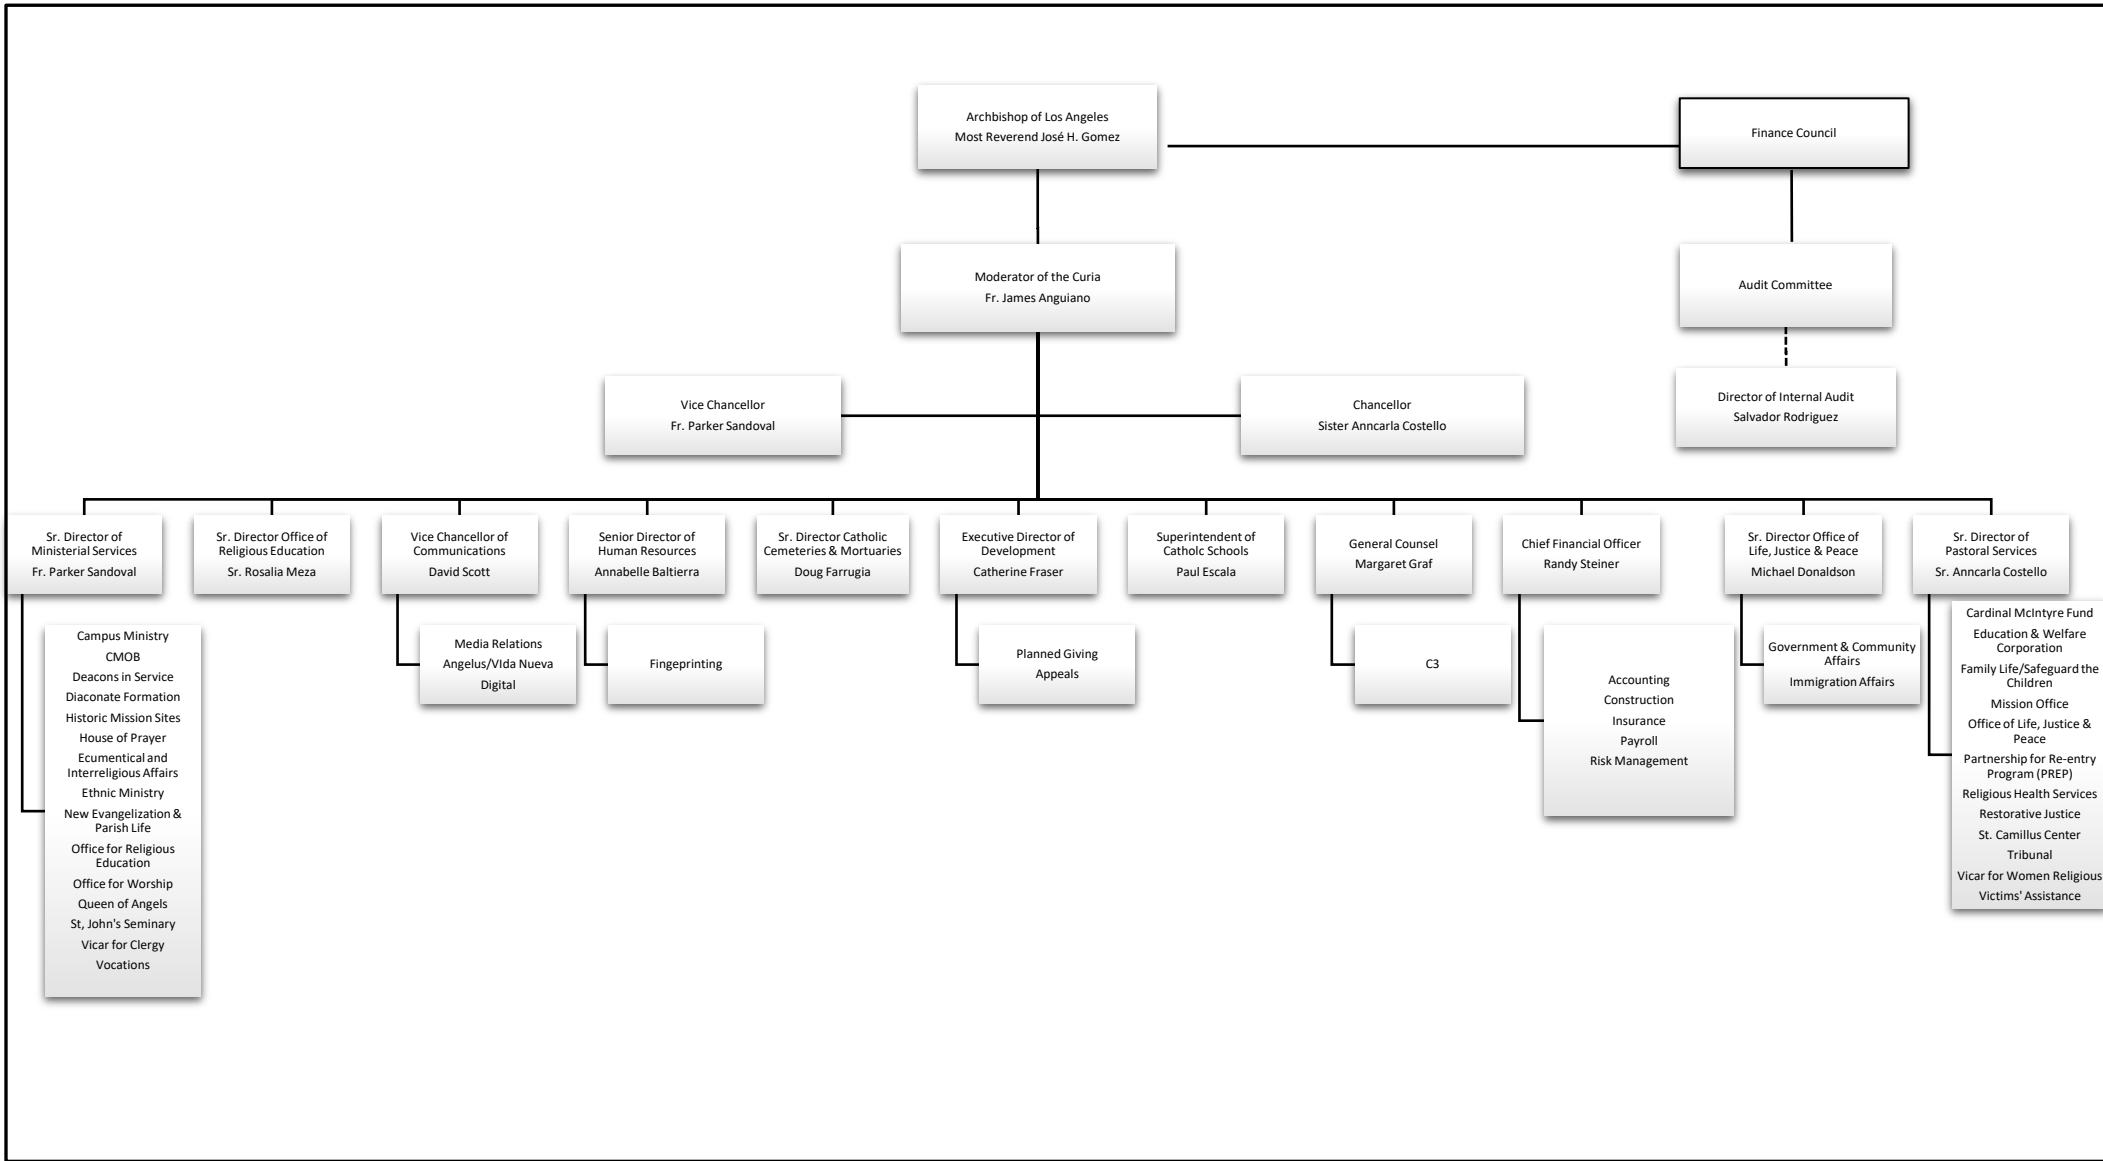 Archbishop of Los Angeles
Most Reverend José H. Gomez
Finance Council
Moderator of the Curia
Fr. James Anguiano
Audit Committee
Vice Chancellor
Fr. Parker Sandoval
Chancellor
Sister Anncarla Costello
Director of Internal Audit
Salvador Rodriguez
Sr. Director of
Ministerial Services
Fr. Parker Sandoval
Sr. Director Office of
Religious Education
Sr. Rosalia Meza
Vice Chancellor of
Communications
David Scott
Senior Director of
Human Resources
Annabelle Baltierra
Sr. Director Catholic
Cemeteries & Mortuaries
Doug Farrugia
Executive Director of
Development
Catherine Fraser
Superintendent of
Catholc Schools
Paul Escala
General Counsel
Margaret Graf
Chief Financial Officer
Randy Steiner
Sr. Director Office of
Life, Justice & Peace
Michael Donaldson
Sr. Director of
Pastoral Services
Sr. Anncarla Costello
Campus Ministry
CMOB
Deacons in Service
Diaconate Formation
Historic Mission Sites
House of Prayer
Ecumentical and
Interreligious Affairs
Ethnic Ministry
New Evangelization &
Parish Life
Office for Religious
Education
Office for Worship
Queen of Angels
St, John's Seminary
Vicar for Clergy
Vocations
Media Relations
Angelus/VIda Nueva
Digital
Fingeprinting
Planned Giving
Appeals
C3
Accounting
Construction
Insurance
Payroll
Risk Management
Government & Community
Affairs
Immigration Affairs
Cardinal McIntyre Fund
Education & Welfare
Corporation
Family Life/Safeguard the
Children
Mission Office
Office of Life, Justice &
Peace
Partnership for Re-entry
Program (PREP)
Religious Health Services
Restorative Justice
St. Camillus Center
Tribunal
Vicar for Women Religious
Victims' Assistance